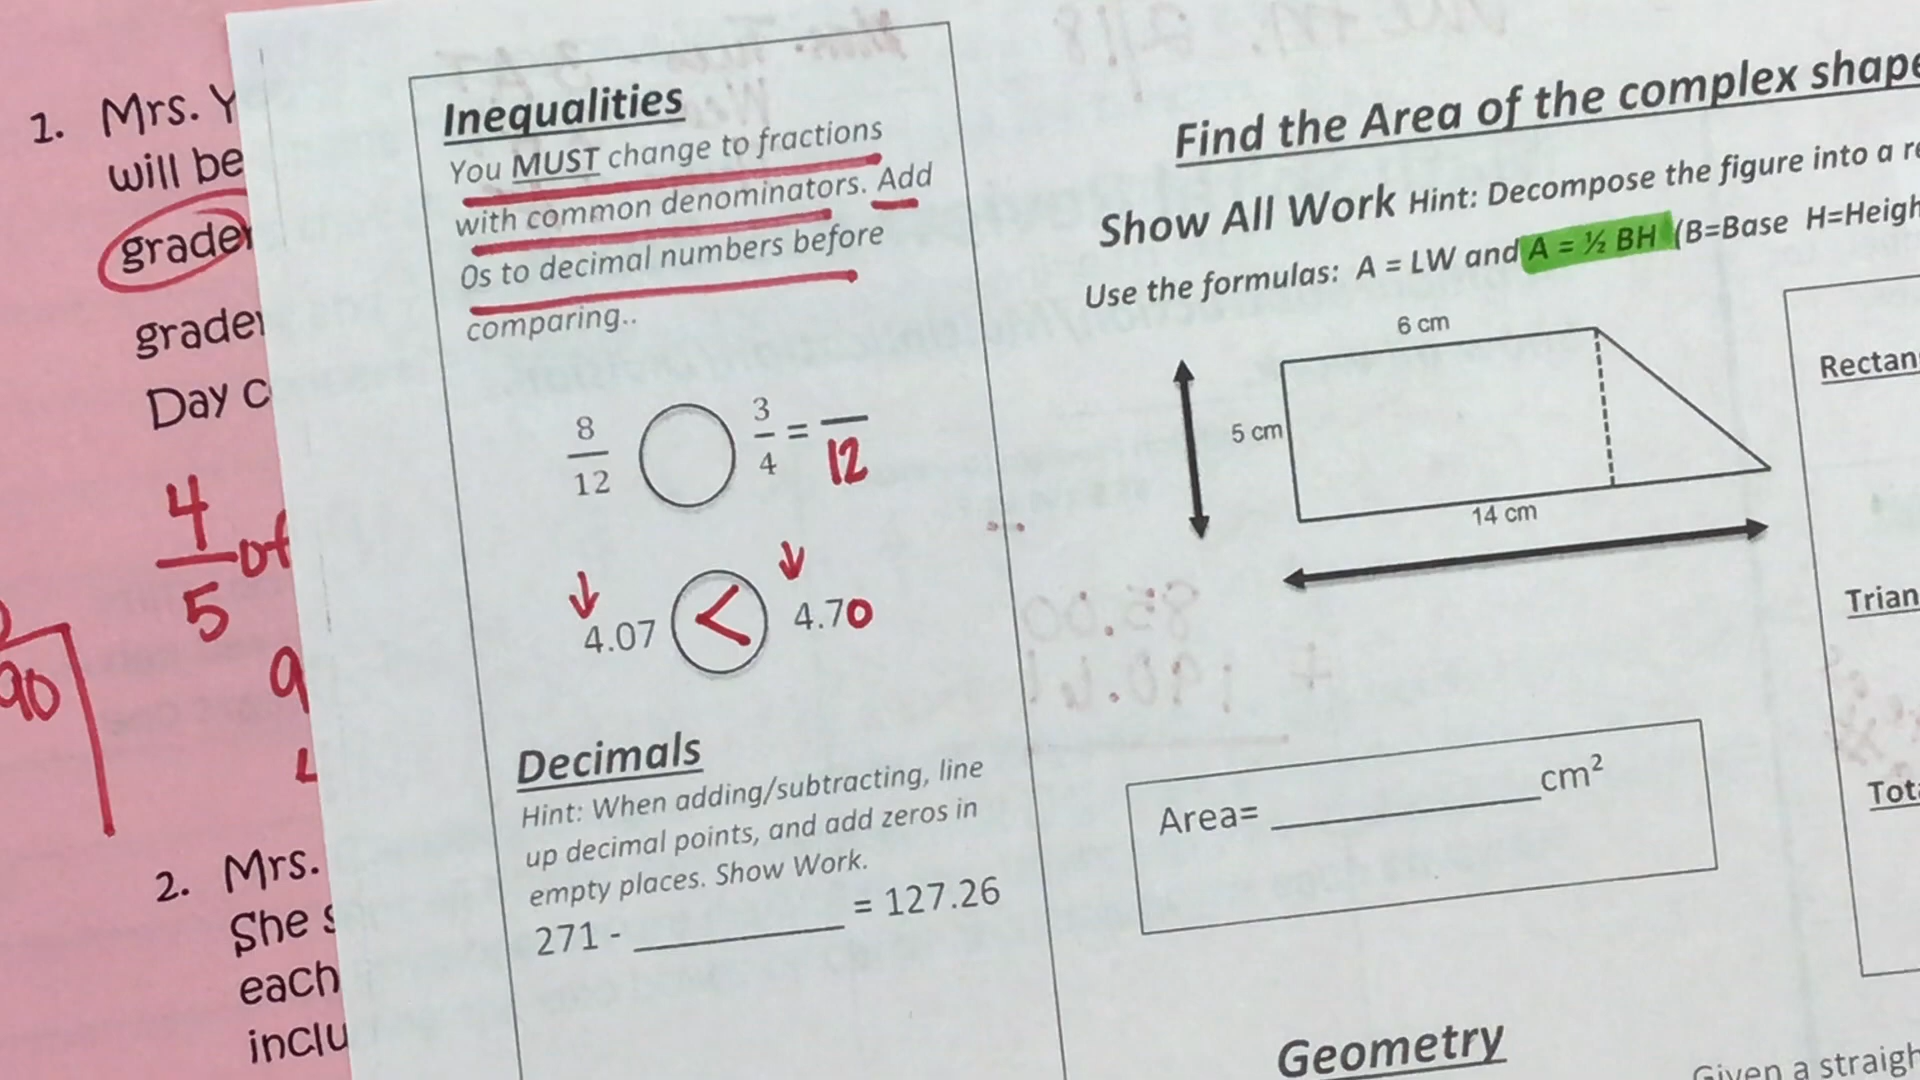 1. Mrs. Y
will be
grader
grader
Day c
4
5
of
90
9
2. Mrs.
She s
each
inclu
Inequalities
You MUST change to fractions
with common denominators. Add
0s to decimal numbers before
comparing..
8
12
3
4
=
12
4.07 < 4.70
Decimals
Hint: When adding/subtracting, line
up decimal points, and add zeros in
empty places. Show Work.
271 - ________ = 127.26
Find the Area of the complex shape
Show All Work Hint: Decompose the figure into a re
Use the formulas: A = LW and A = ½ BH (B=Base H=Heigh
6 cm
5 cm
14 cm
Rectan
Trian
Tota
Area= ________ cm²
Geometry
Given a straigh